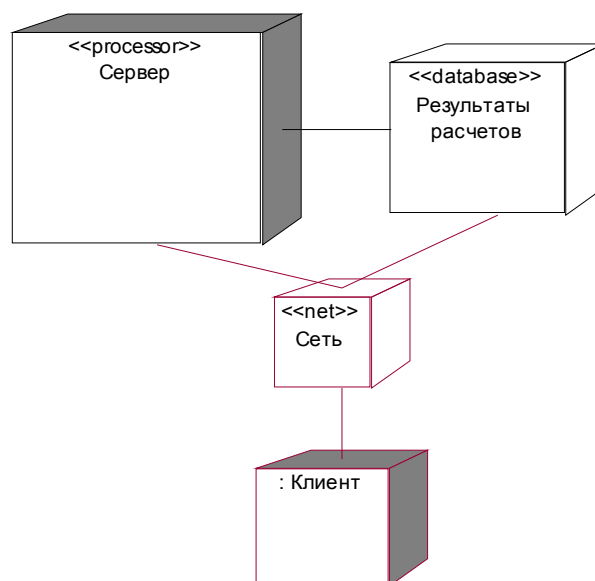 <<processor>>
Сервер
<<database>>
Результаты
расчетов
<<net>>
Сеть
: Клиент